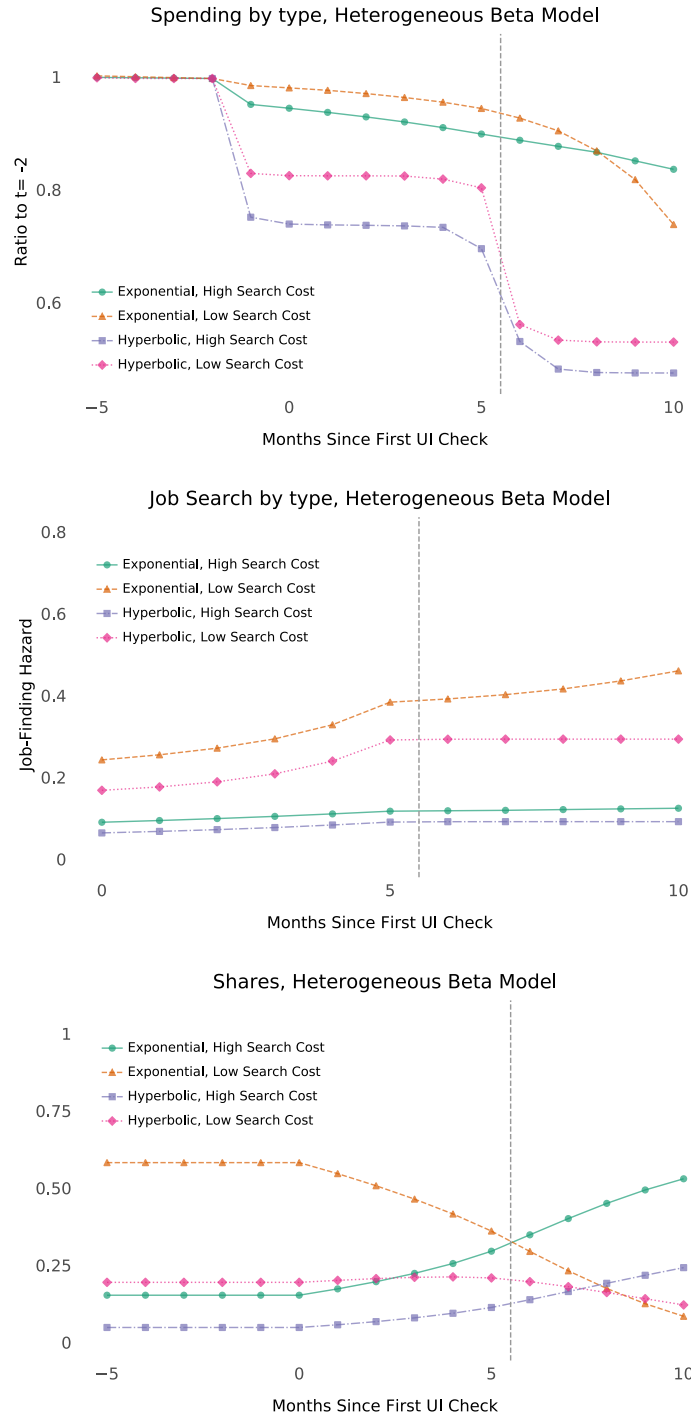 Spending by type, Heterogeneous Beta Model
1
0.8
0.6
Ratio to t= -2
Exponential, High Search Cost
Exponential, Low Search Cost
Hyperbolic, High Search Cost
Hyperbolic, Low Search Cost
−5
0
5
10
Months Since First UI Check
Job Search by type, Heterogeneous Beta Model
0.8
0.6
0.4
0.2
0
Job-Finding Hazard
Exponential, High Search Cost
Exponential, Low Search Cost
Hyperbolic, High Search Cost
Hyperbolic, Low Search Cost
0
5
10
Months Since First UI Check
Shares, Heterogeneous Beta Model
1
0.75
0.50
0.25
0
Exponential, High Search Cost
Exponential, Low Search Cost
Hyperbolic, High Search Cost
Hyperbolic, Low Search Cost
−5
0
5
10
Months Since First UI Check